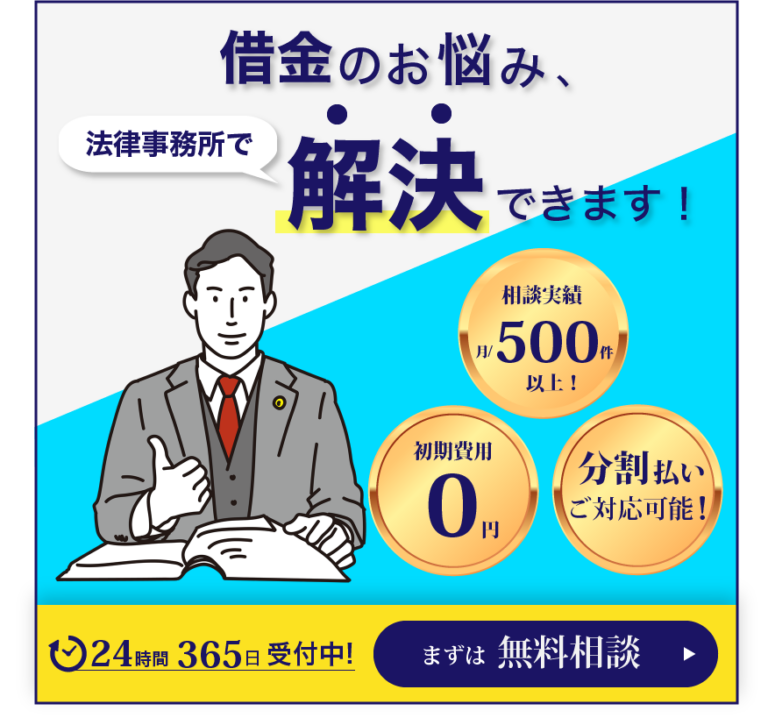 借金のお悩み、
法律事務所で
解決できます！
相談実績
月/500件
以上！
初期費用
0円
分割払い
ご対応可能！
24時間 365日 受付中!
まずは 無料相談